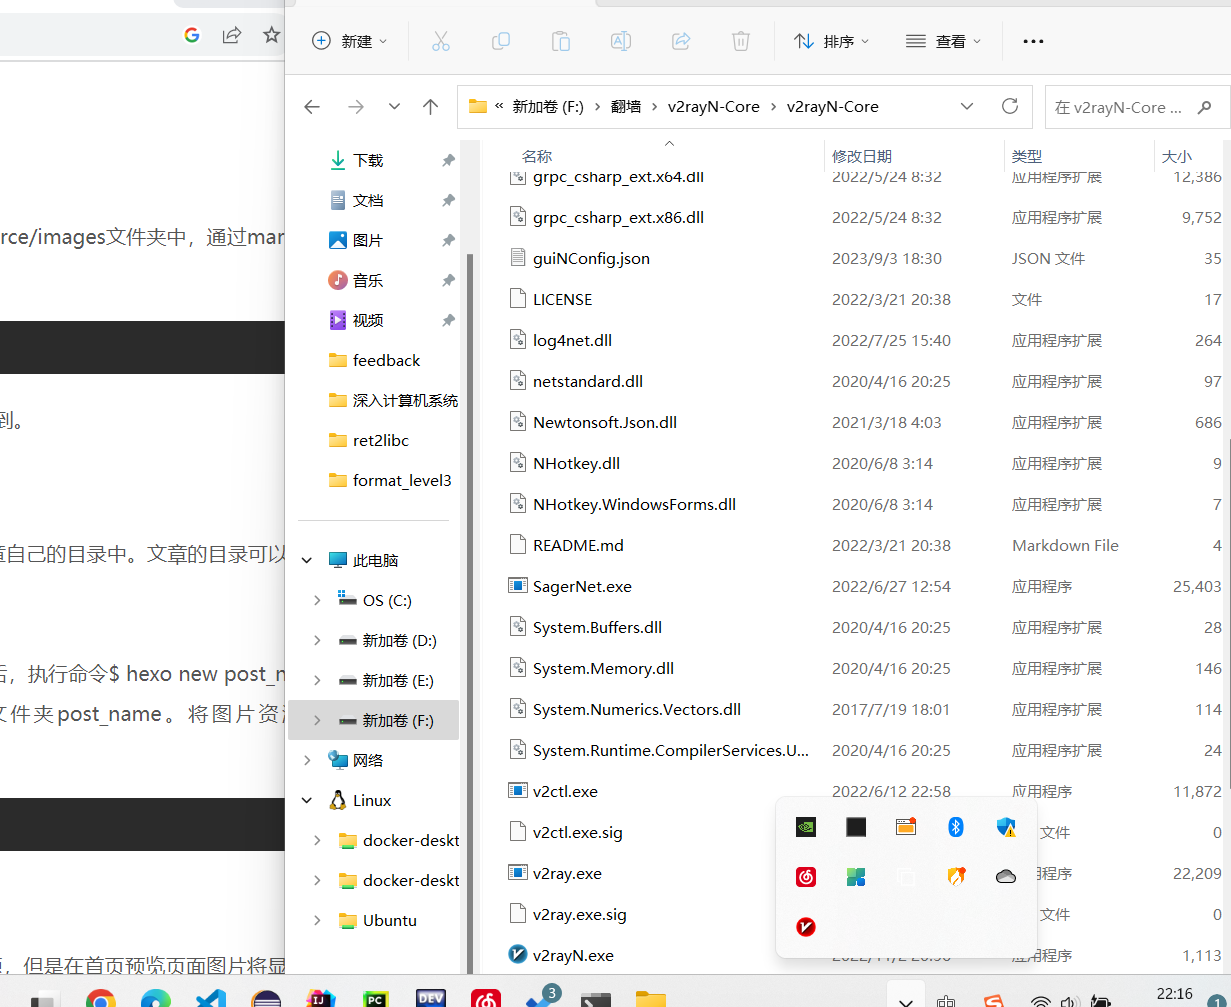 新建
排序
查看
« 新加卷 (F:) › 翻墙 › v2rayN-Core › v2rayN-Core
在 v2rayN-Core ...
rce/images文件夹中，通过mar
到。
自己的目录中。文章的目录可以
后，执行命令$ hexo new post_n
文件夹post_name。将图片资
，但是在首页预览页面图片将显
下载
文档
图片
音乐
视频
feedback
深入计算机系统
ret2libc
format_level3
此电脑
OS (C:)
新加卷 (D:)
新加卷 (E:)
新加卷 (F:)
网络
Linux
docker-deskt
docker-deskt
Ubuntu
名称 修改日期 类型 大小
grpc_csharp_ext.x64.dll 2022/5/24 8:32 应用程序扩展 12,386
grpc_csharp_ext.x86.dll 2022/5/24 8:32 应用程序扩展 9,752
guiNConfig.json 2023/9/3 18:30 JSON 文件 35
LICENSE 2022/3/21 20:38 文件 17
log4net.dll 2022/7/25 15:40 应用程序扩展 264
netstandard.dll 2020/4/16 20:25 应用程序扩展 97
Newtonsoft.Json.dll 2021/3/18 4:03 应用程序扩展 686
NHotkey.dll 2020/6/8 3:14 应用程序扩展 9
NHotkey.WindowsForms.dll 2020/6/8 3:14 应用程序扩展 7
README.md 2022/3/21 20:38 Markdown File 4
SagerNet.exe 2022/6/27 12:54 应用程序 25,403
System.Buffers.dll 2020/4/16 20:25 应用程序扩展 28
System.Memory.dll 2020/4/16 20:25 应用程序扩展 146
System.Numerics.Vectors.dll 2017/7/19 18:01 应用程序扩展 114
System.Runtime.CompilerServices.U... 2020/4/16 20:25 应用程序扩展 24
v2ctl.exe 2022/6/12 22:58 应用程序 11,872
v2ctl.exe.sig 文件 0
v2ray.exe 程序 22,209
v2ray.exe.sig 文件 0
v2rayN.exe 应用程序 1,113
IJ
PC
DEV
3
中
22:16
1